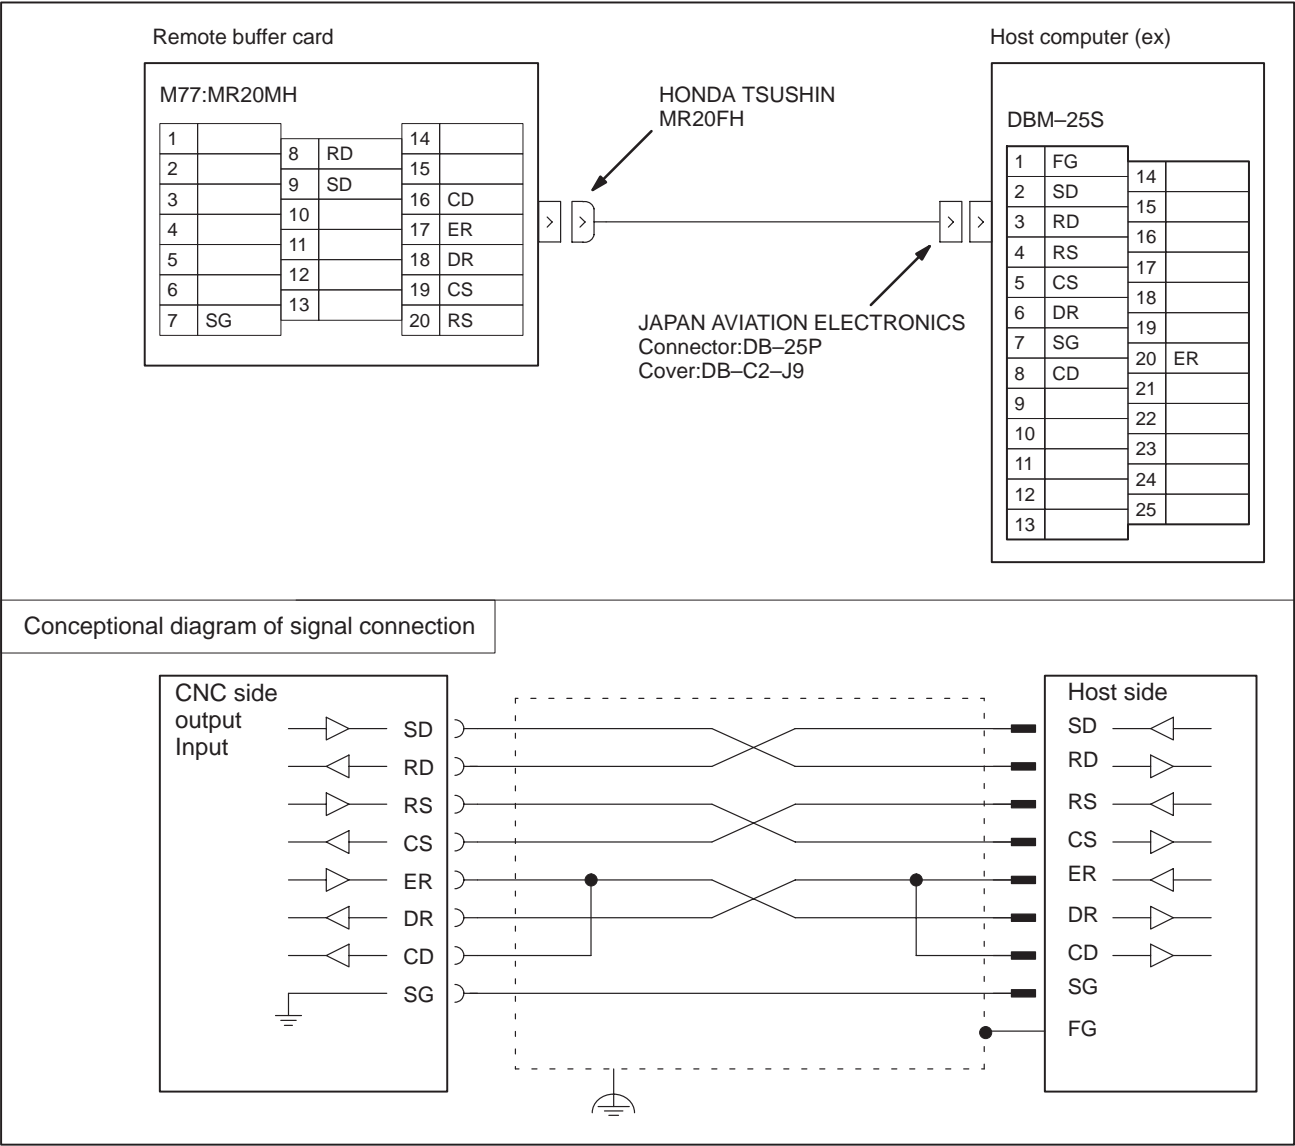 Remote buffer card
Host computer (ex)
M77:MR20MH
1
2
3
4
5
6
7 SG
8 RD
9 SD
10
11
12
13
14
15
16 CD
17 ER
18 DR
19 CS
20 RS
HONDA TSUSHIN
MR20FH
JAPAN AVIATION ELECTRONICS
Connector:DB–25P
Cover:DB–C2–J9
DBM–25S
1 FG
2 SD
3 RD
4 RS
5 CS
6 DR
7 SG
8 CD
9
10
11
12
13
14
15
16
17
18
19
20 ER
21
22
23
24
25
Conceptional diagram of signal connection
CNC side
output
Input
SD
RD
RS
CS
ER
DR
CD
SG
Host side
SD
RD
RS
CS
ER
DR
CD
SG
FG